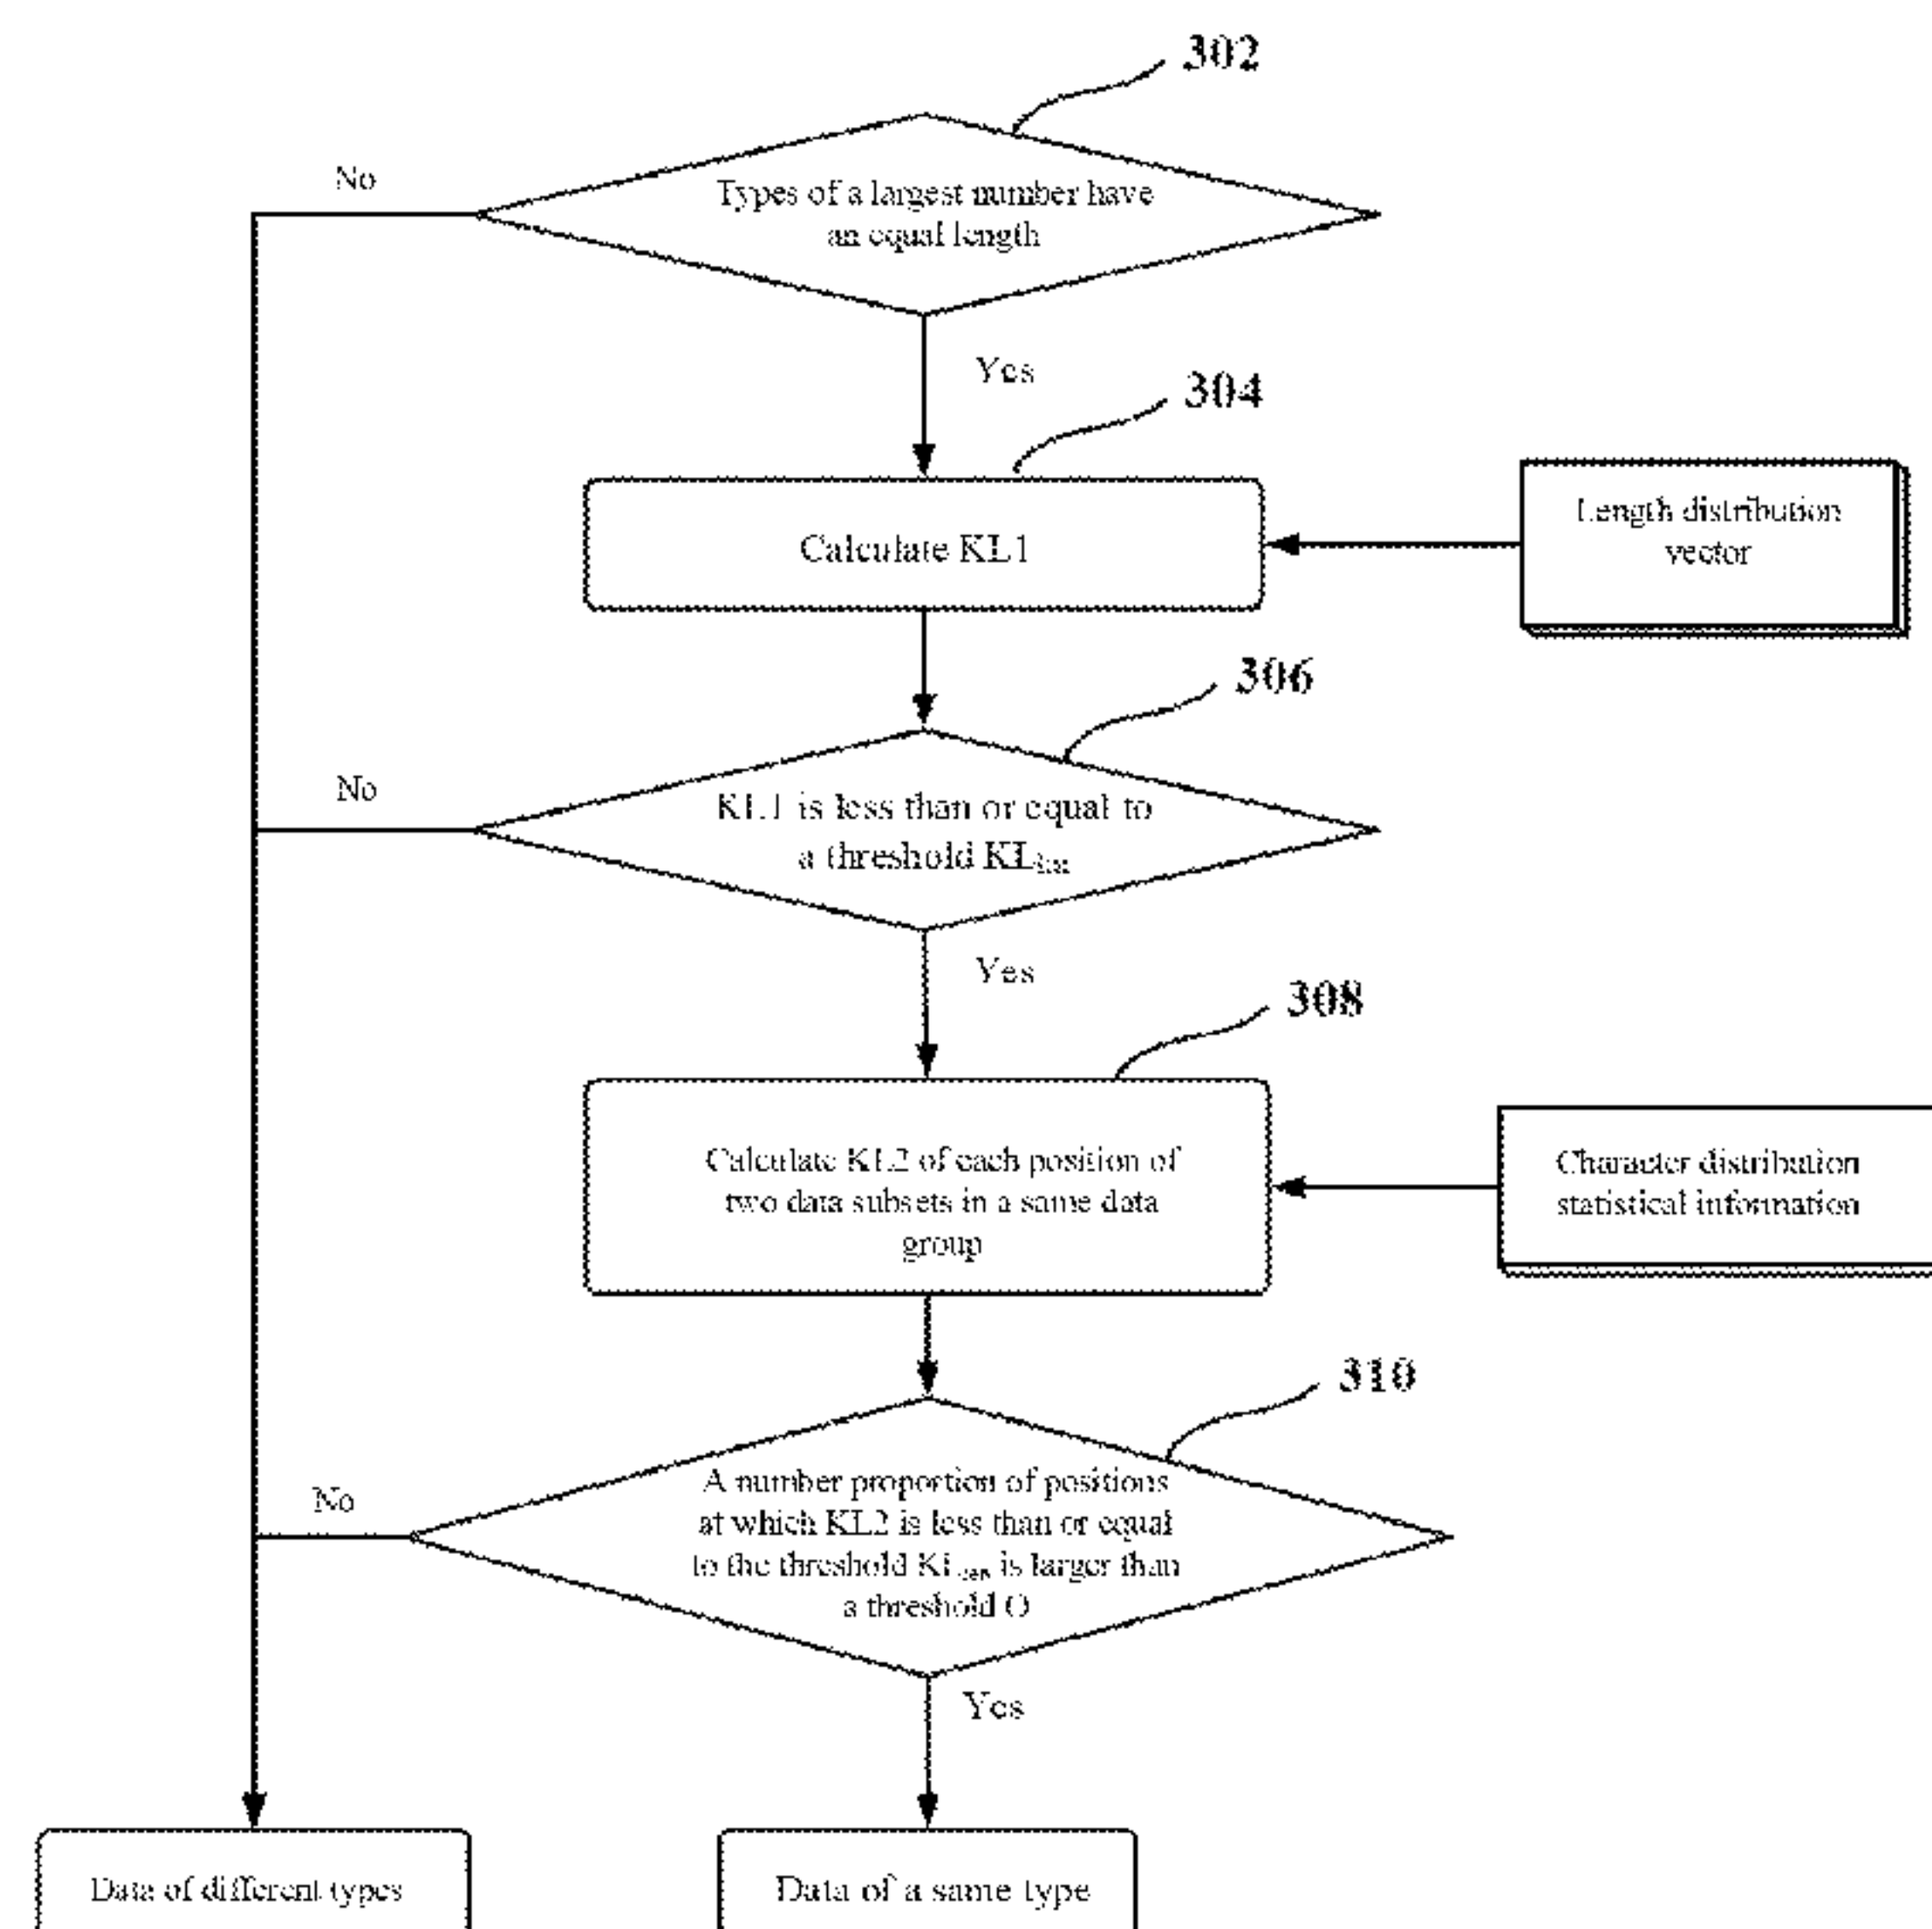 302
No
Types of a largest number have
an equal length
Yes
304
Calculate KL1
Length distribution
vector
306
No
KL1 is less than or equal to
a threshold KL
Yes
308
Calculate KL2 of each position of
two data subsets in a same data
group
Character distribution
statistical information
310
No
A number proportion of positions
at which KL2 is less than or equal
to the threshold KL is larger than
a threshold O
Yes
Data of different types
Data of a same type